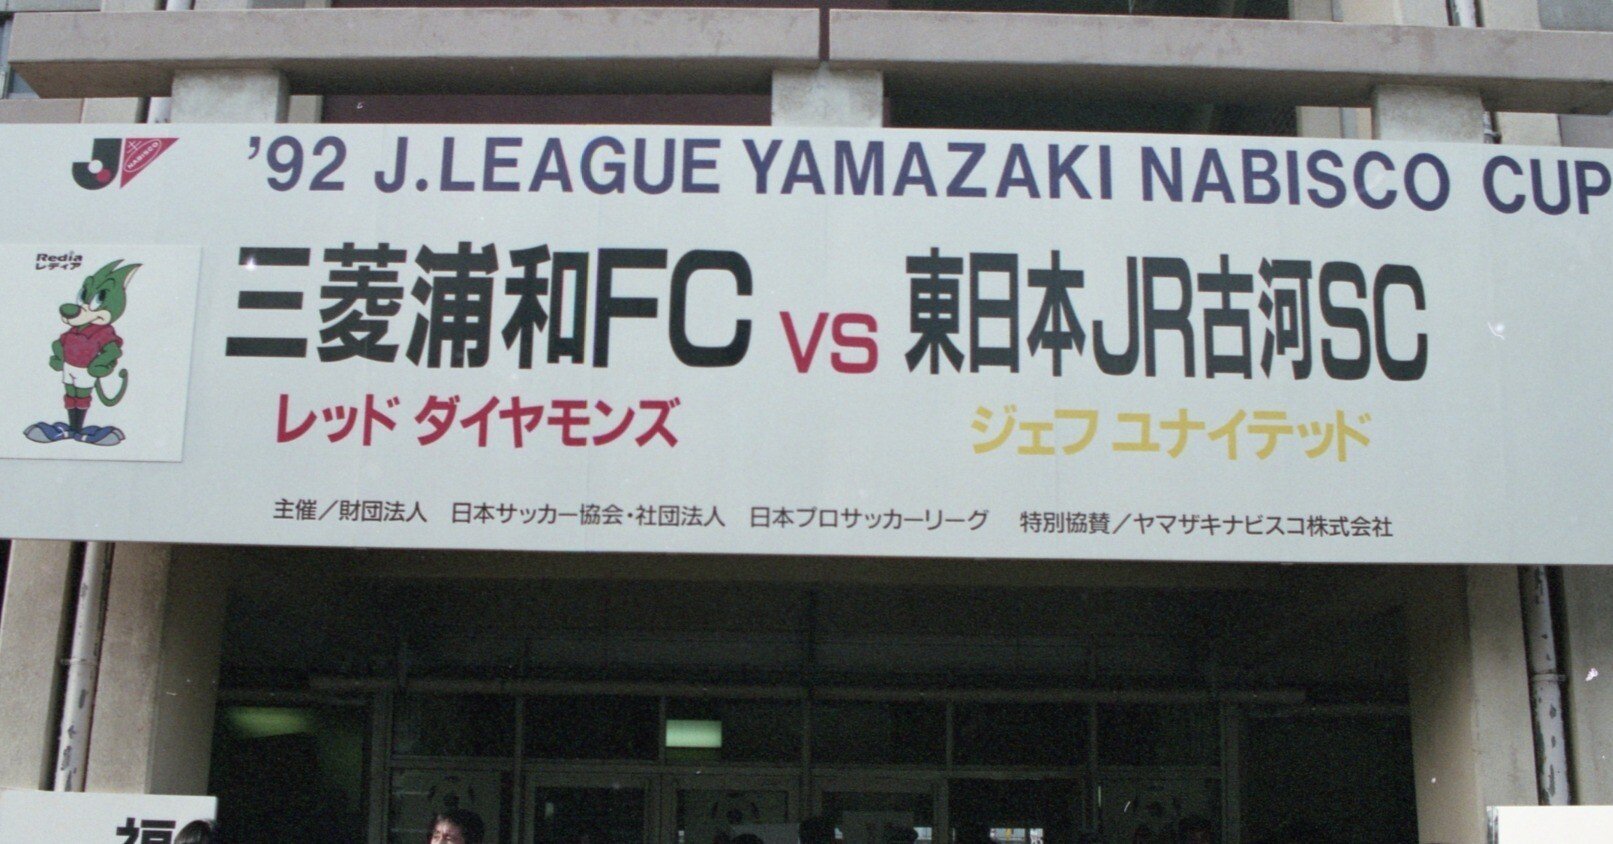 '92 J.LEAGUE YAMAZAKI NABISCO CUP
NABISCO
Redia
レディア
三菱浦和FC VS 東日本JR古河SC
レッド ダイヤモンズ ジェフ ユナイテッド
主催／財団法人 日本サッカー協会・社団法人 日本プロサッカーリーグ 特別協賛／ヤマザキナビスコ株式会社
福